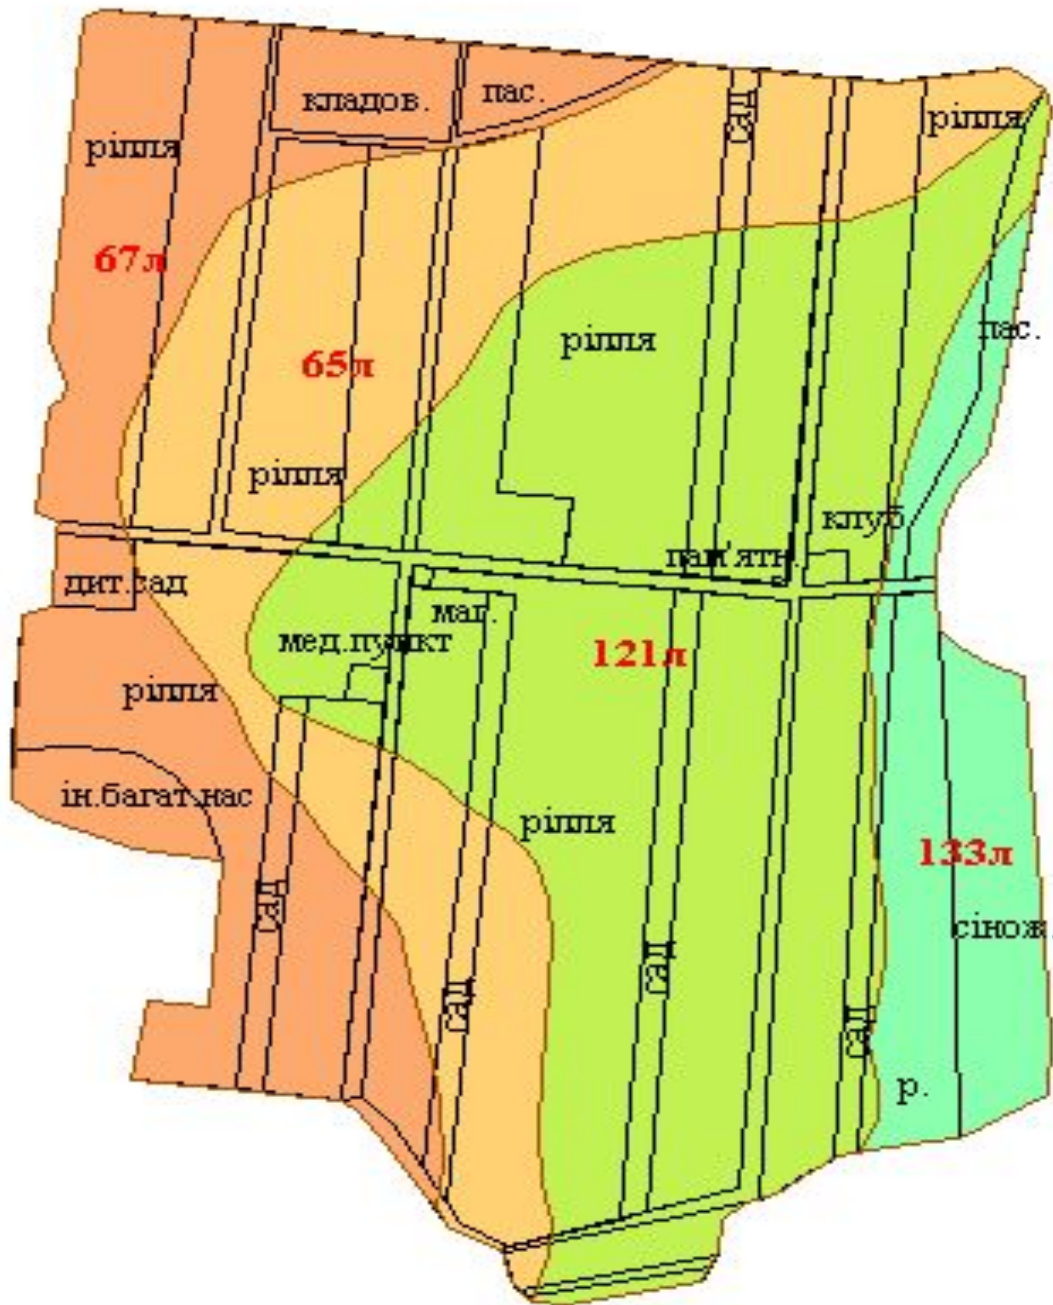 кладов.
пас.
сад
рілля
рілля
67л
65л
рілля
пас.
рілля
клуб
пам'ятн.
дит.сад
маг.
мед.пункт
121л
рілля
ін.багат.нас
рілля
133л
сад
сінож.
сад
сад
сад
р.